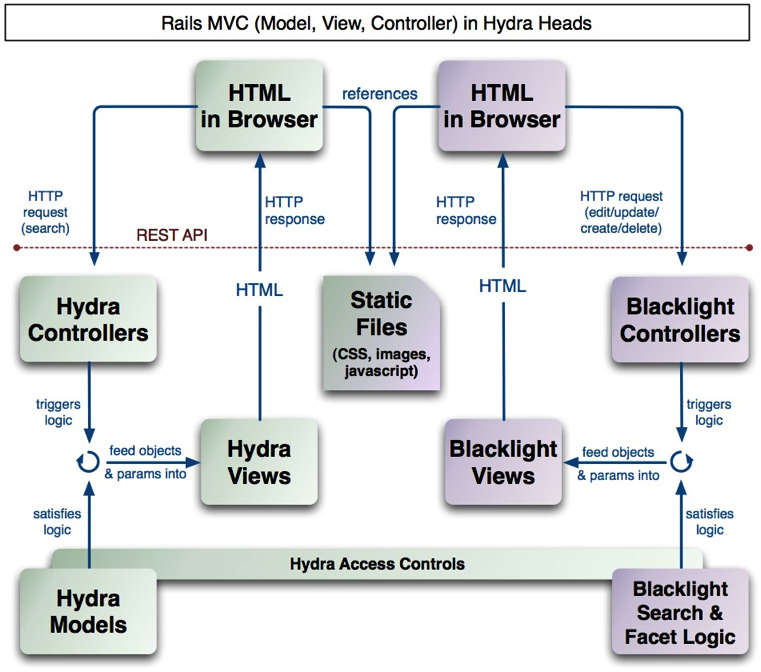 Rails MVC (Model, View, Controller) in Hydra Heads
HTML
in Browser
references
HTML
in Browser
HTTP
request
(search)
HTTP
response
HTTP
response
HTTP request
(edit/update/
create/delete)
REST API
Hydra
Controllers
HTML
Static
Files
(CSS, images,
javascript)
HTML
Blacklight
Controllers
triggers
logic
triggers
logic
feed objects
& params into
Hydra
Views
Blacklight
Views
feed objects
& params into
satisfies
logic
satisfies
logic
Hydra Access Controls
Hydra
Models
Blacklight
Search &
Facet Logic